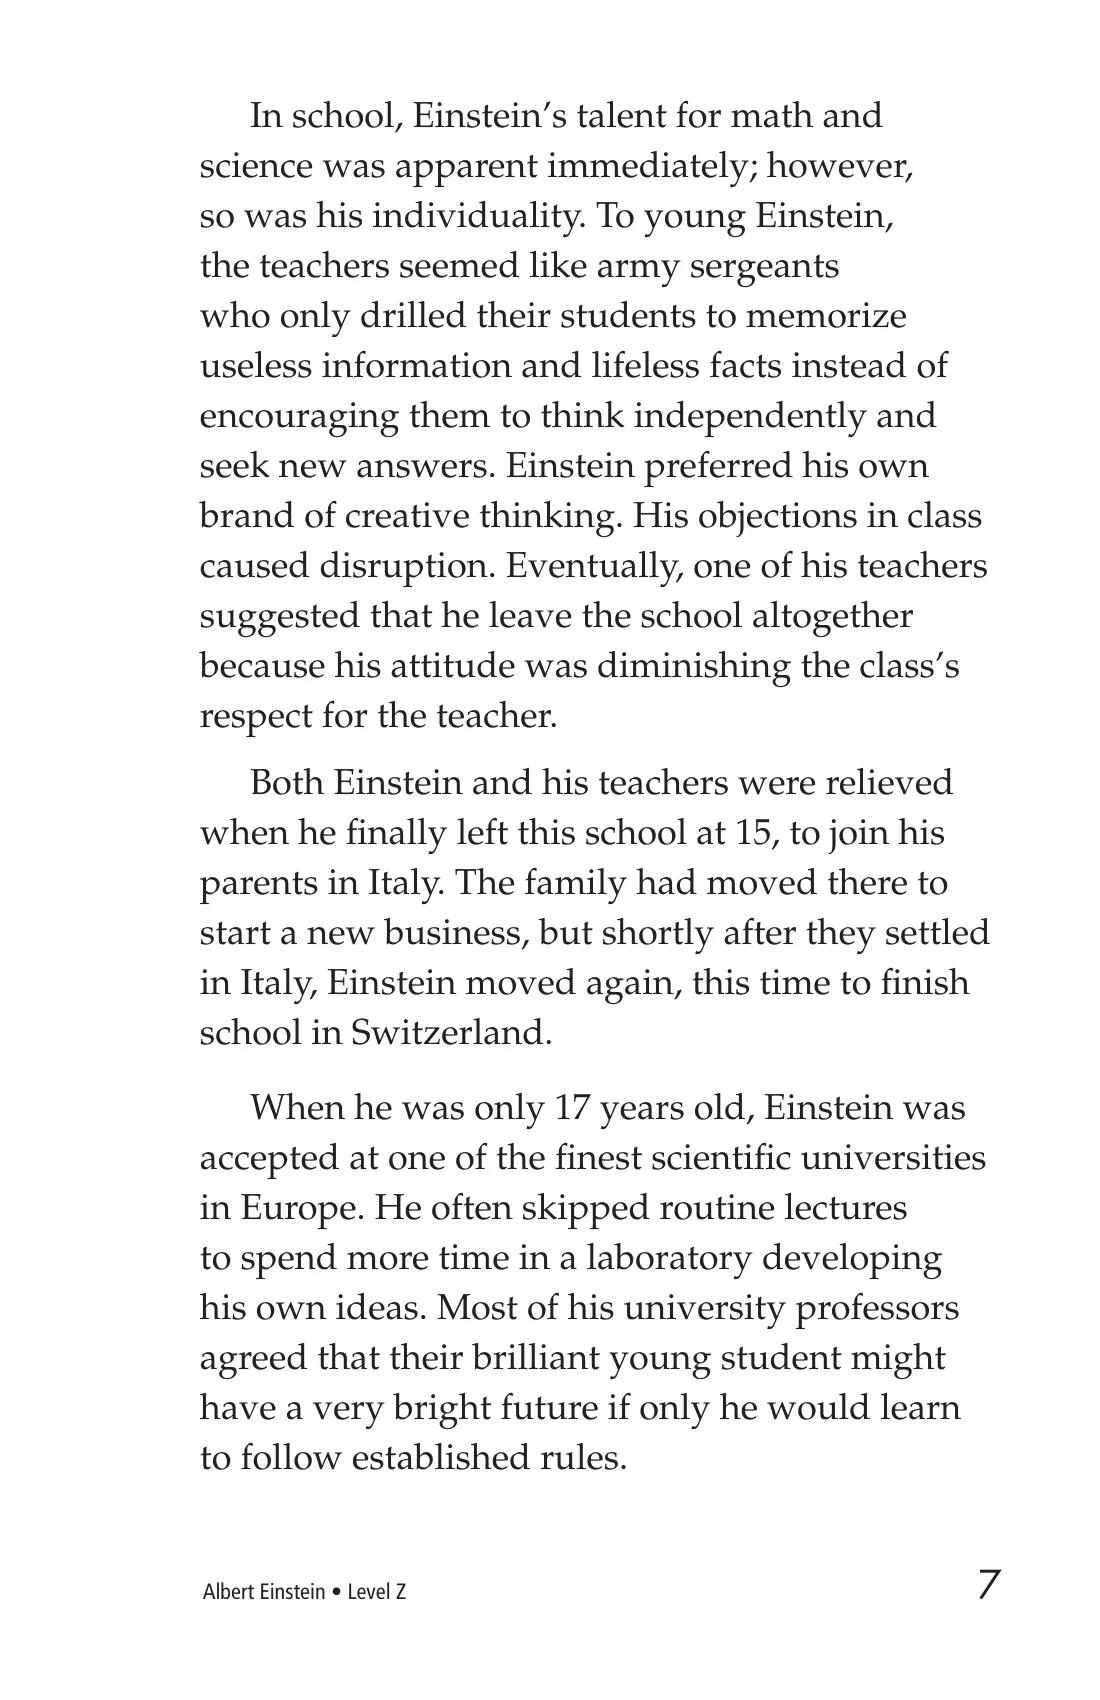 In school, Einstein’s talent for math and
science was apparent immediately; however,
so was his individuality. To young Einstein,
the teachers seemed like army sergeants
who only drilled their students to memorize
useless information and lifeless facts instead of
encouraging them to think independently and
seek new answers. Einstein preferred his own
brand of creative thinking. His objections in class
caused disruption. Eventually, one of his teachers
suggested that he leave the school altogether
because his attitude was diminishing the class’s
respect for the teacher.
Both Einstein and his teachers were relieved
when he finally left this school at 15, to join his
parents in Italy. The family had moved there to
start a new business, but shortly after they settled
in Italy, Einstein moved again, this time to finish
school in Switzerland.
When he was only 17 years old, Einstein was
accepted at one of the finest scientific universities
in Europe. He often skipped routine lectures
to spend more time in a laboratory developing
his own ideas. Most of his university professors
agreed that their brilliant young student might
have a very bright future if only he would learn
to follow established rules.
Albert Einstein • Level Z 7